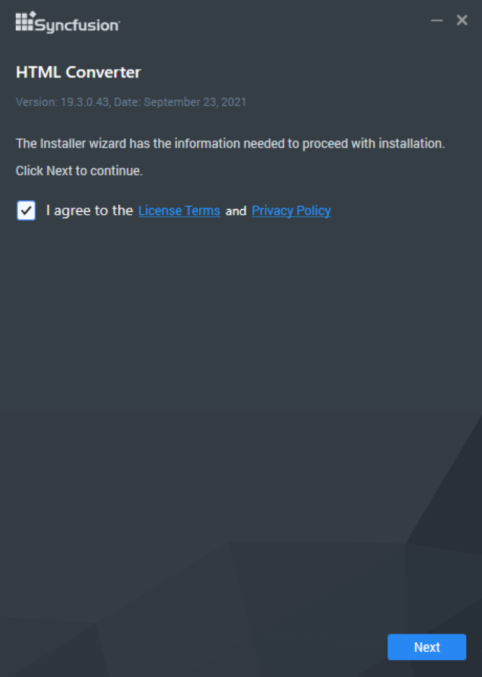 Syncfusion
HTML Converter
Version: 19.3.0.43, Date: September 23, 2021
The Installer wizard has the information needed to proceed with installation.
Click Next to continue.
I agree to the License Terms and Privacy Policy
Next